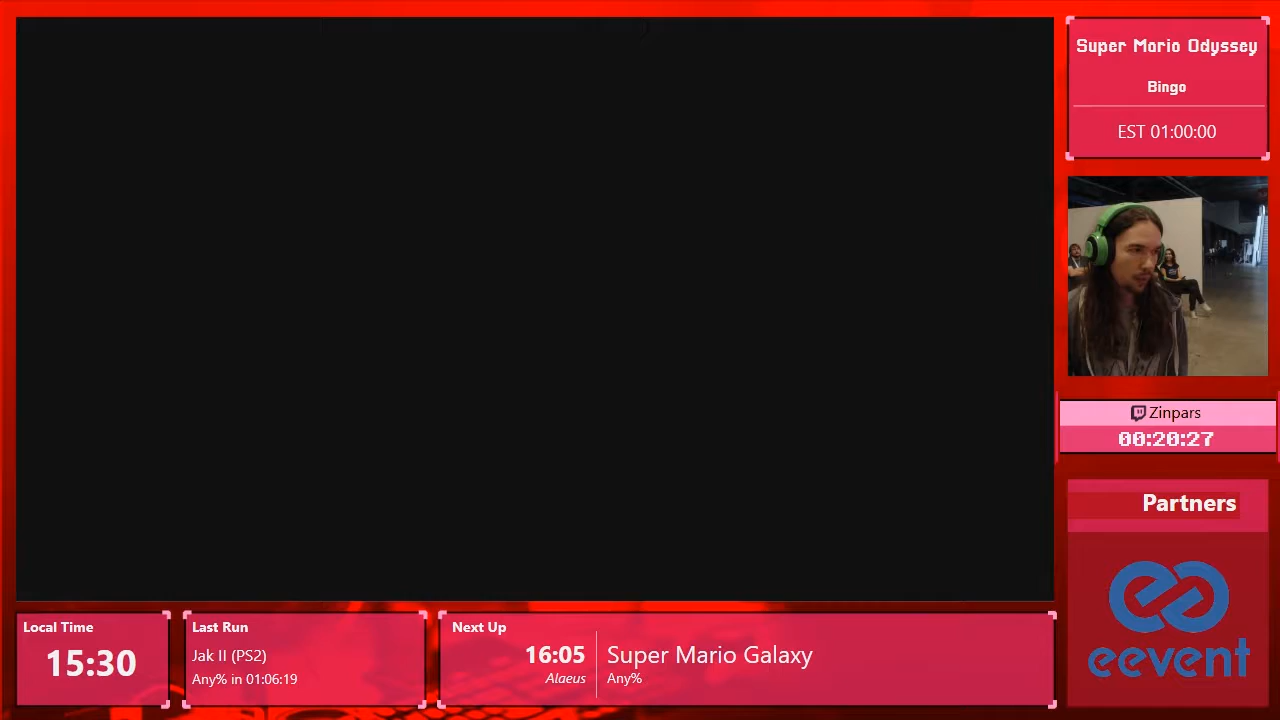 Super Mario Odyssey
Bingo
EST 01:00:00
Zinpars
00:20:27
Partners
eevent
Local Time
15:30
Last Run
Jak II (PS2)
Any% in 01:06:19
Next Up
16:05
Alaeus
Super Mario Galaxy
Any%